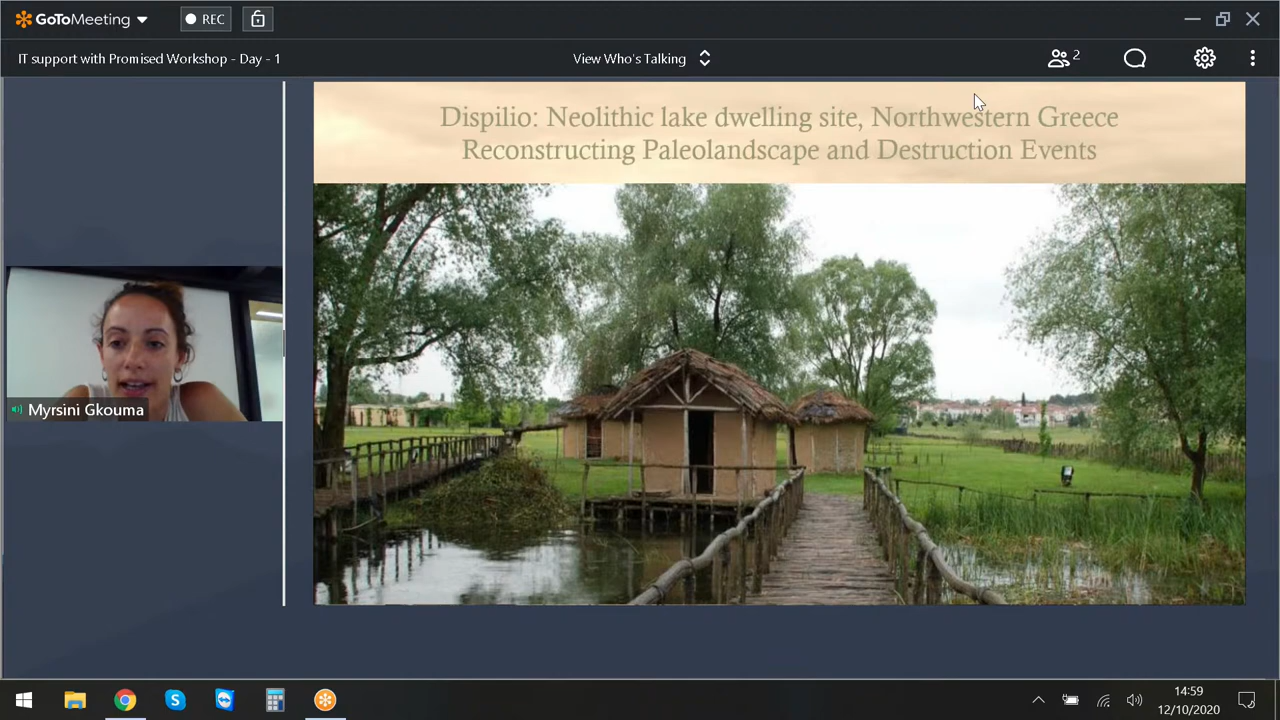 GoToMeeting
REC
IT support with Promised Workshop - Day - 1
View Who's Talking
2
Dispilio: Neolithic lake dwelling site, Northwestern Greece
Reconstructing Paleolandscape and Destruction Events
Myrsini Gkouma
14:59
12/10/2020